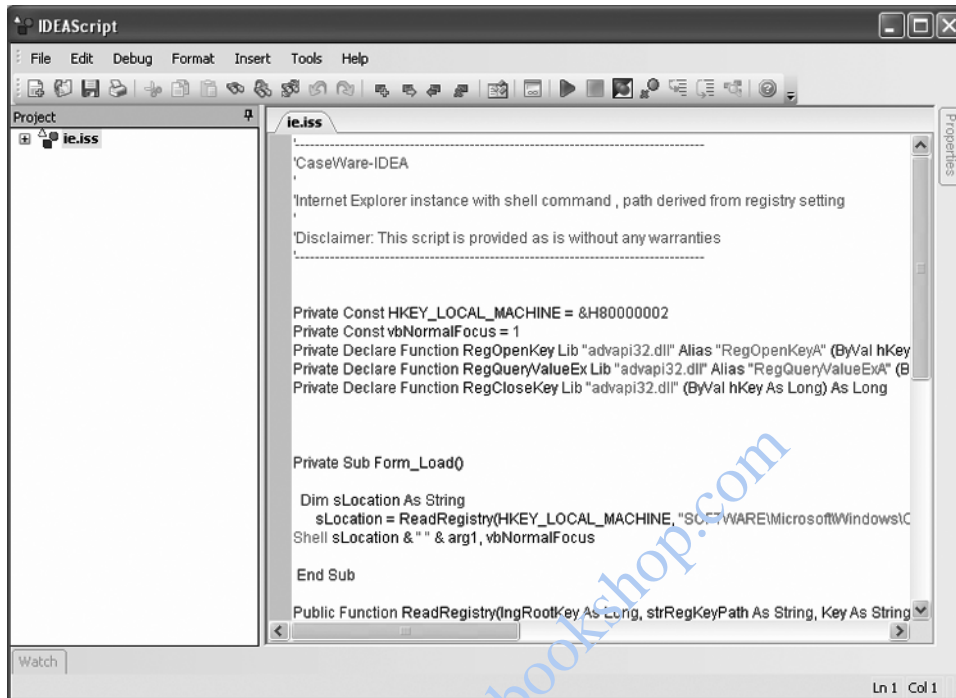 IDEAScript
File Edit Debug Format Insert Tools Help
Project
ie.iss
ie.iss
Properties
'--------------------------------------------------------------------------------
'CaseWare-IDEA
'
'Internet Explorer instance with shell command , path derived from registry setting
'
'Disclaimer: This script is provided as is without any warranties
'--------------------------------------------------------------------------------
Private Const HKEY_LOCAL_MACHINE = &H80000002
Private Const vbNormalFocus = 1
Private Declare Function RegOpenKey Lib "advapi32.dll" Alias "RegOpenKeyA" (ByVal hKey
Private Declare Function RegQueryValueEx Lib "advapi32.dll" Alias "RegQueryValueExA" (B
Private Declare Function RegCloseKey Lib "advapi32.dll" (ByVal hKey As Long) As Long
Private Sub Form_Load()
Dim sLocation As String
sLocation = ReadRegistry(HKEY_LOCAL_MACHINE, "SOFTWARE\Microsoft\Windows\C
Shell sLocation & " " & arg1, vbNormalFocus
End Sub
Public Function ReadRegistry(lngRootKey As Long, strRegKeyPath As String, Key As String
Watch
Ln 1 Col 1
bookshop.com